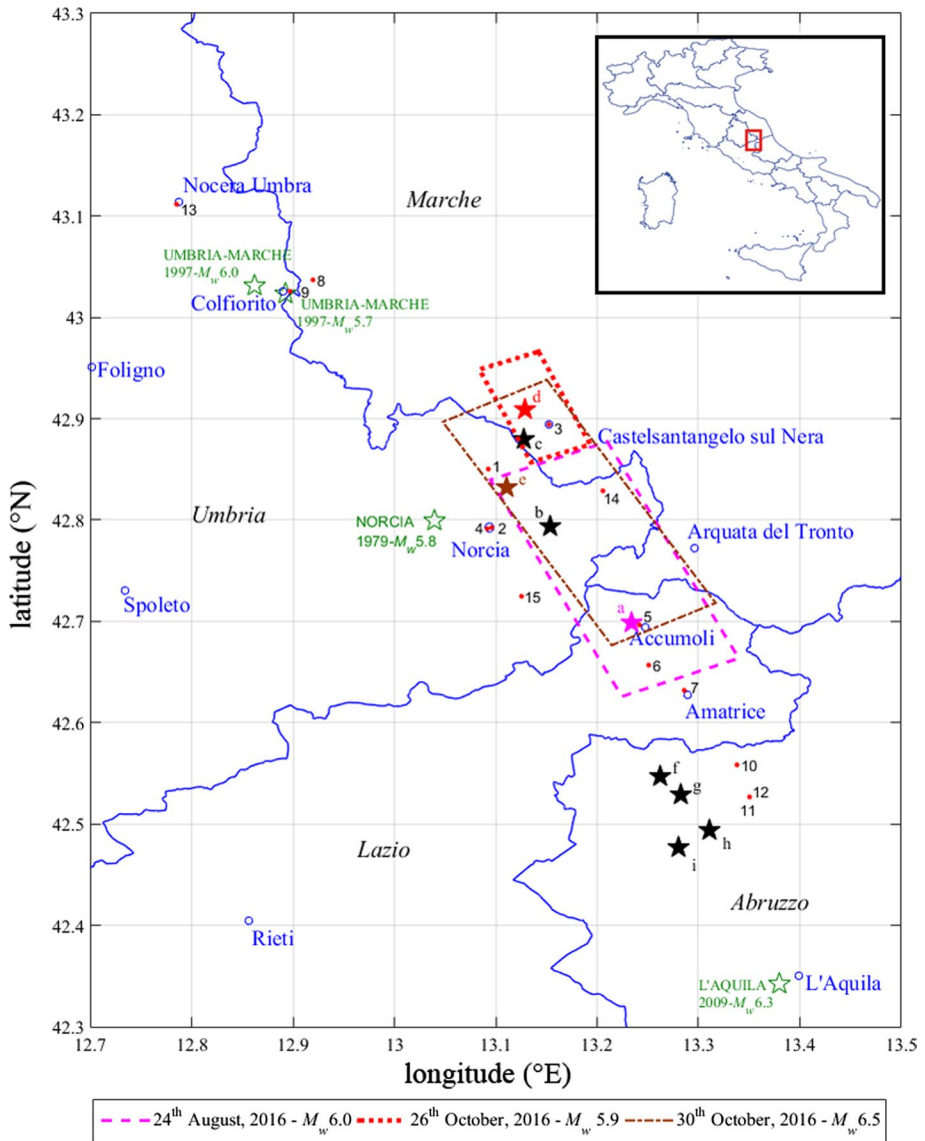 43.3
43.2
43.1
43
42.9
42.8
42.7
42.6
42.5
42.4
42.3
latitude (°N)
Nocera Umbra
13
Marche
UMBRIA-MARCHE
1997-Mw6.0
8
9
Colfiorito
UMBRIA-MARCHE
1997-Mw5.7
Foligno
d
3
c
Castelsantangelo sul Nera
1
e
14
Umbria
NORCIA
1979-Mw5.8
b
4
2
Norcia
Arquata del Tronto
Spoleto
15
a
5
Accumoli
6
7
Amatrice
f
10
g
12
11
h
i
Lazio
Abruzzo
Rieti
L'AQUILA
2009-Mw6.3
L'Aquila
12.7 12.8 12.9 13 13.1 13.2 13.3 13.4 13.5
longitude (°E)
24th August, 2016 - Mw6.0 26th October, 2016 - Mw5.9 30th October, 2016 - Mw6.5